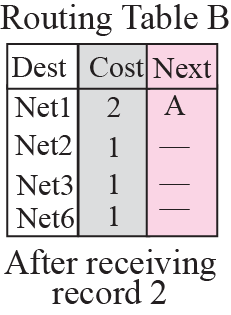 Routing Table B
Dest Cost Next
Net1 2 A
Net2 1 —
Net3 1 —
Net6 1 —
After receiving
record 2